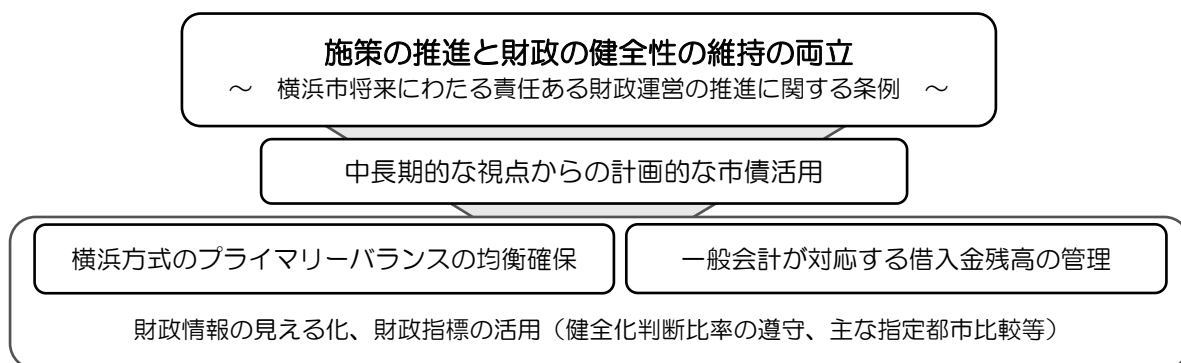 施策の推進と財政の健全性の維持の両立
～　横浜市将来にわたる責任ある財政運営の推進に関する条例　～
中長期的な視点からの計画的な市債活用
横浜方式のプライマリーバランスの均衡確保
一般会計が対応する借入金残高の管理
財政情報の見える化、財政指標の活用（健全化判断比率の遵守、主な指定都市比較等）